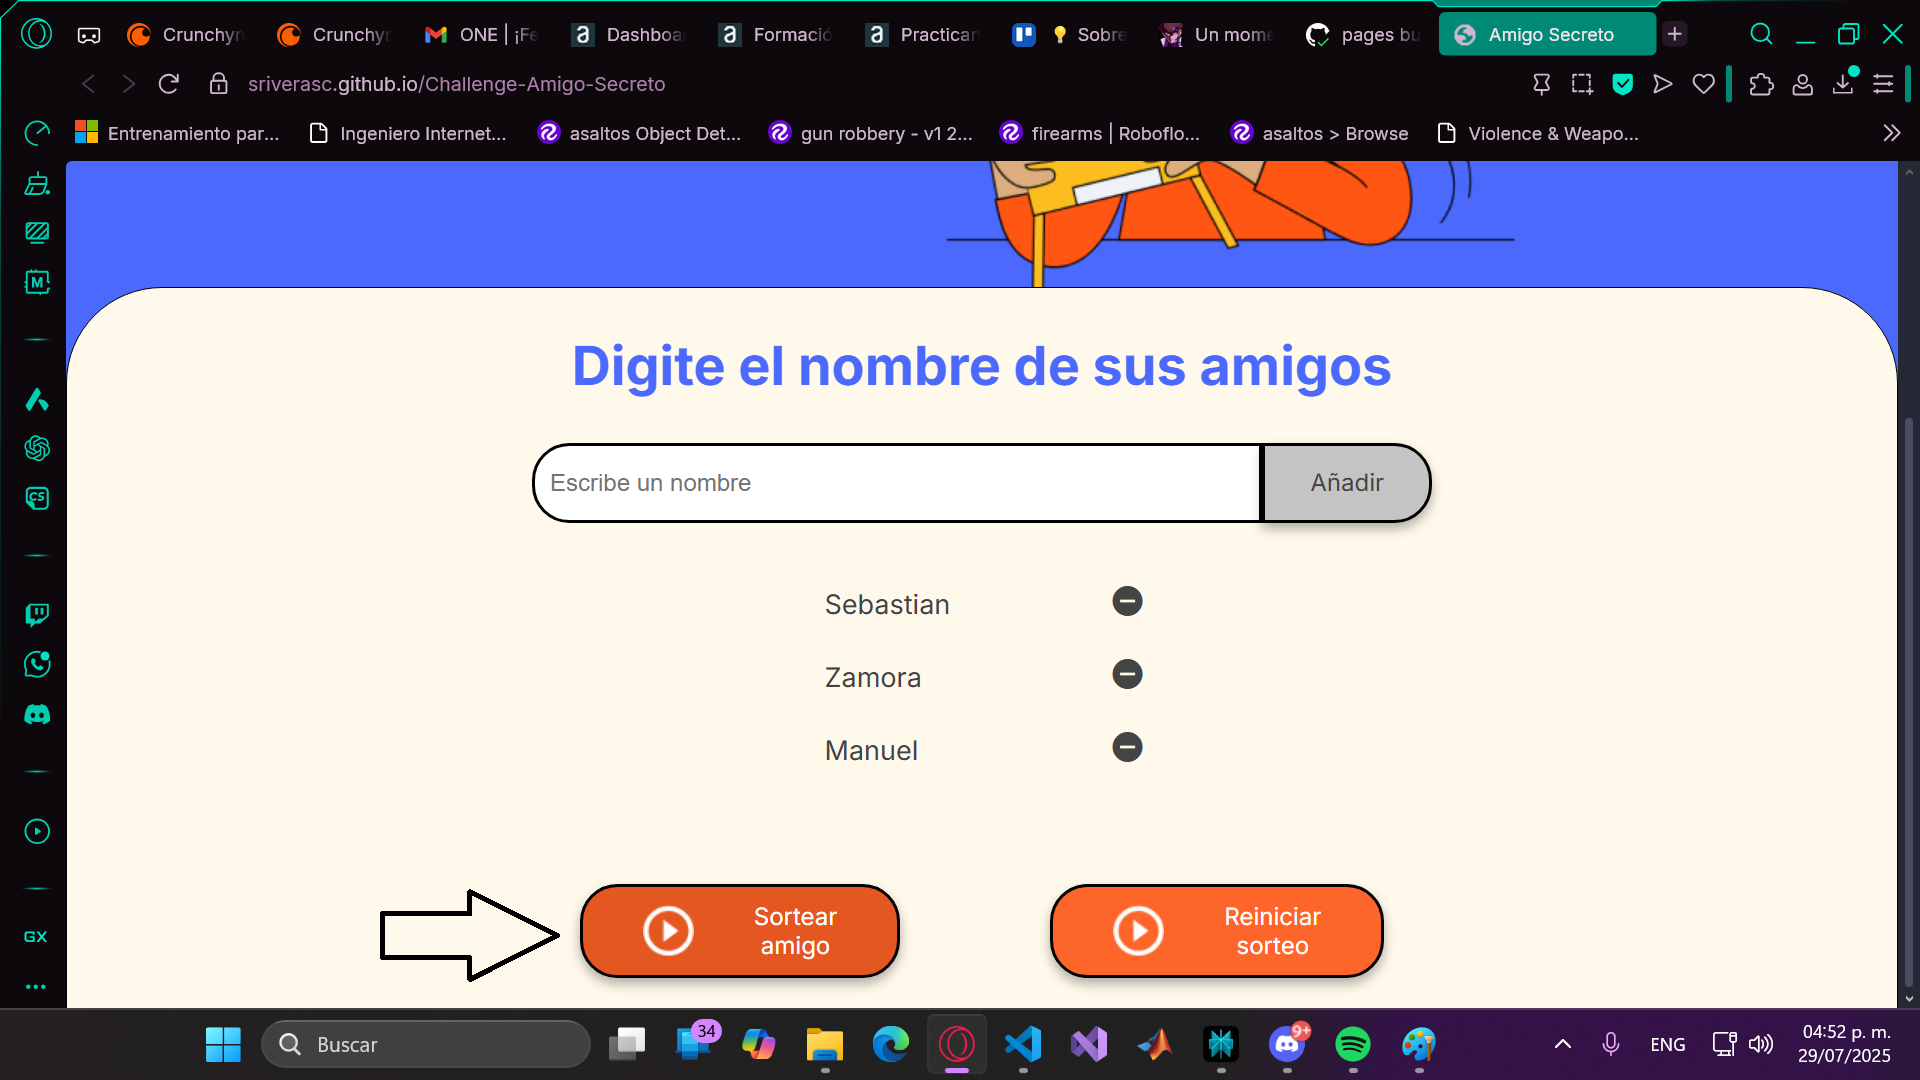 Crunchyr
Crunchyr
ONE | ¡Fe
Dashboa
Formació
Practican
Sobre
Un mome
pages bu
Amigo Secreto
sriverasc.github.io/Challenge-Amigo-Secreto
Entrenamiento par...
Ingeniero Internet...
asaltos Object Det...
gun robbery - v1 2...
firearms | Roboflo...
asaltos > Browse
Violence & Weapo...
M
CS
GX
Digite el nombre de sus amigos
Escribe un nombre
Añadir
Sebastian
Zamora
Manuel
Sortear
amigo
Reiniciar
sorteo
Buscar
34
9+
ENG
04:52 p. m.
29/07/2025